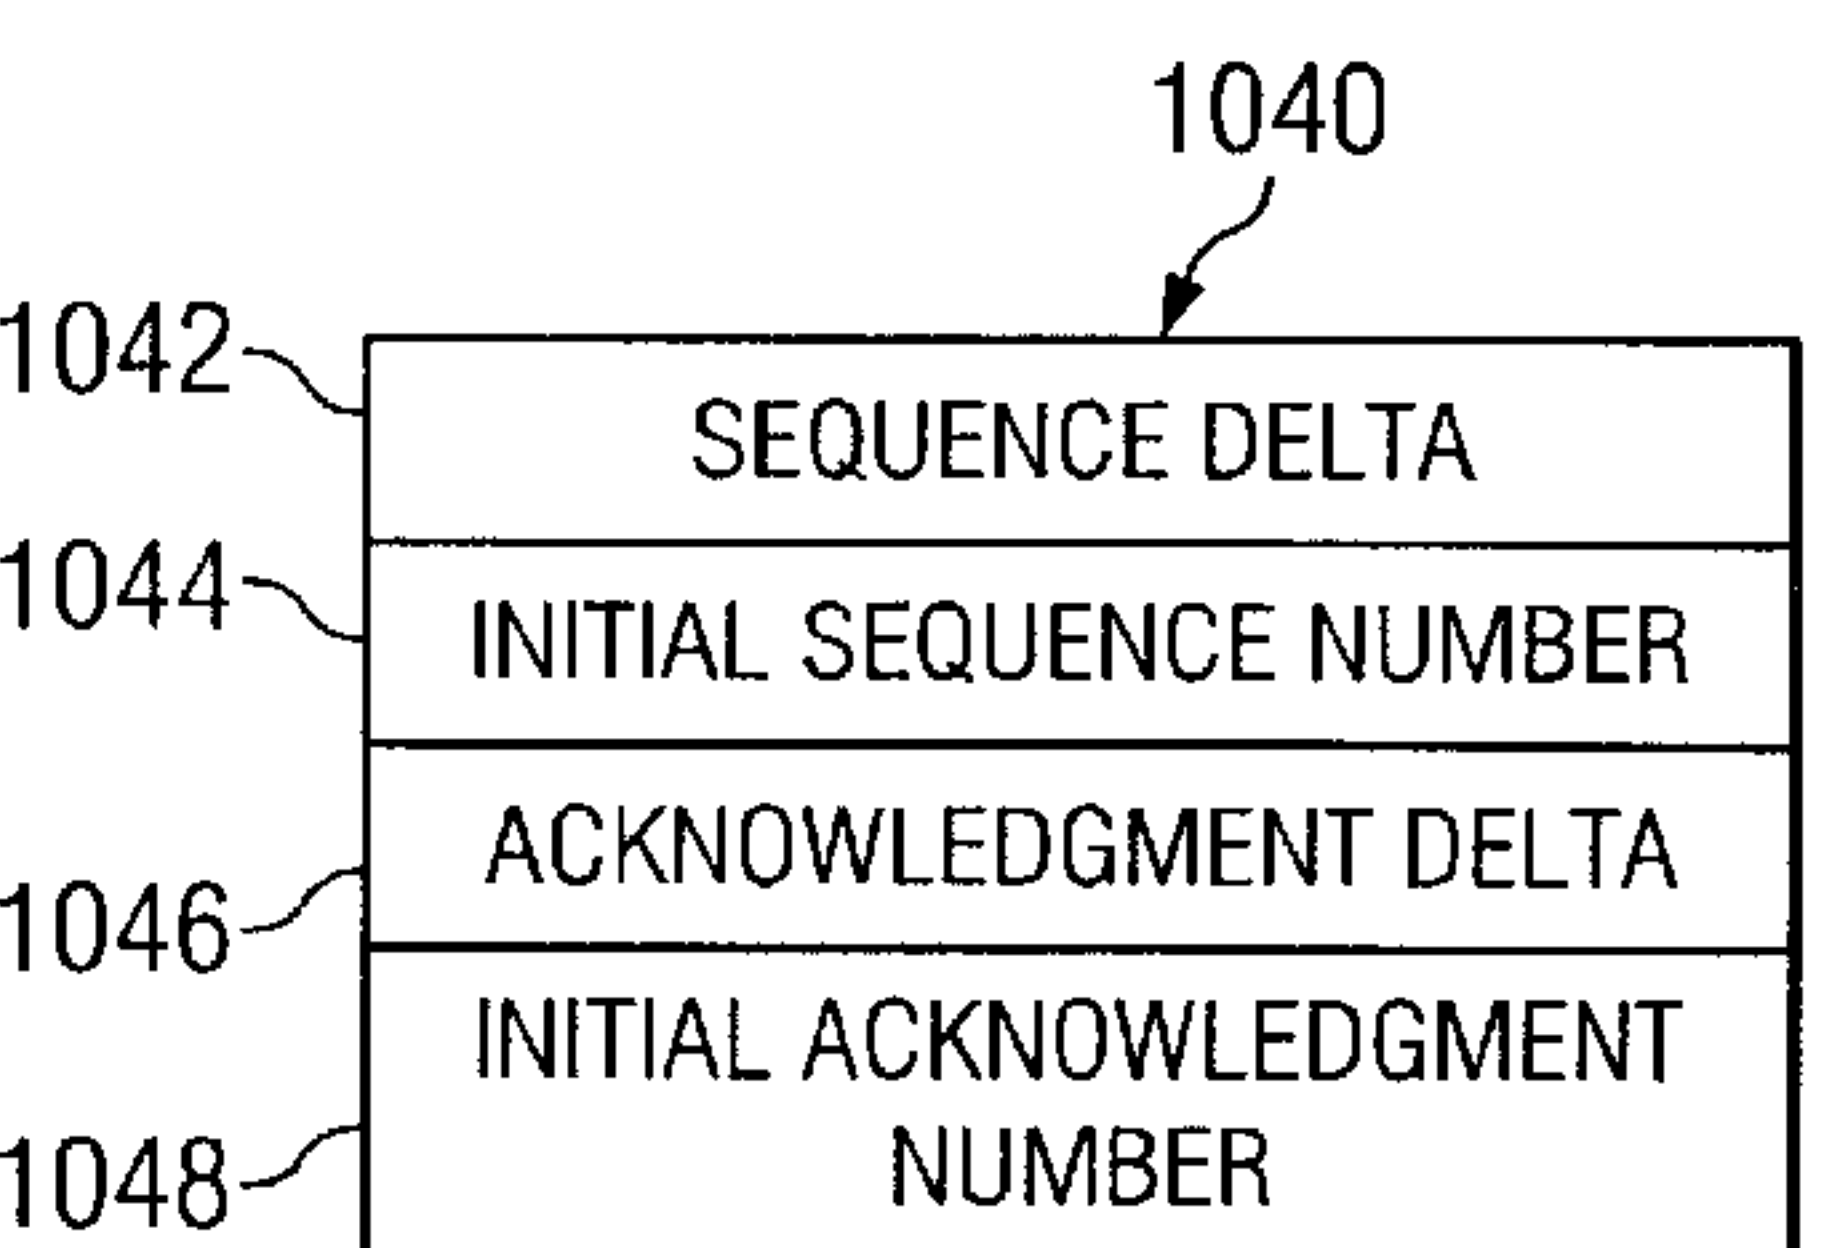 1040
1042
SEQUENCE DELTA
1044
INITIAL SEQUENCE NUMBER
ACKNOWLEDGMENT DELTA
1046
INITIAL ACKNOWLEDGMENT
NUMBER
1048